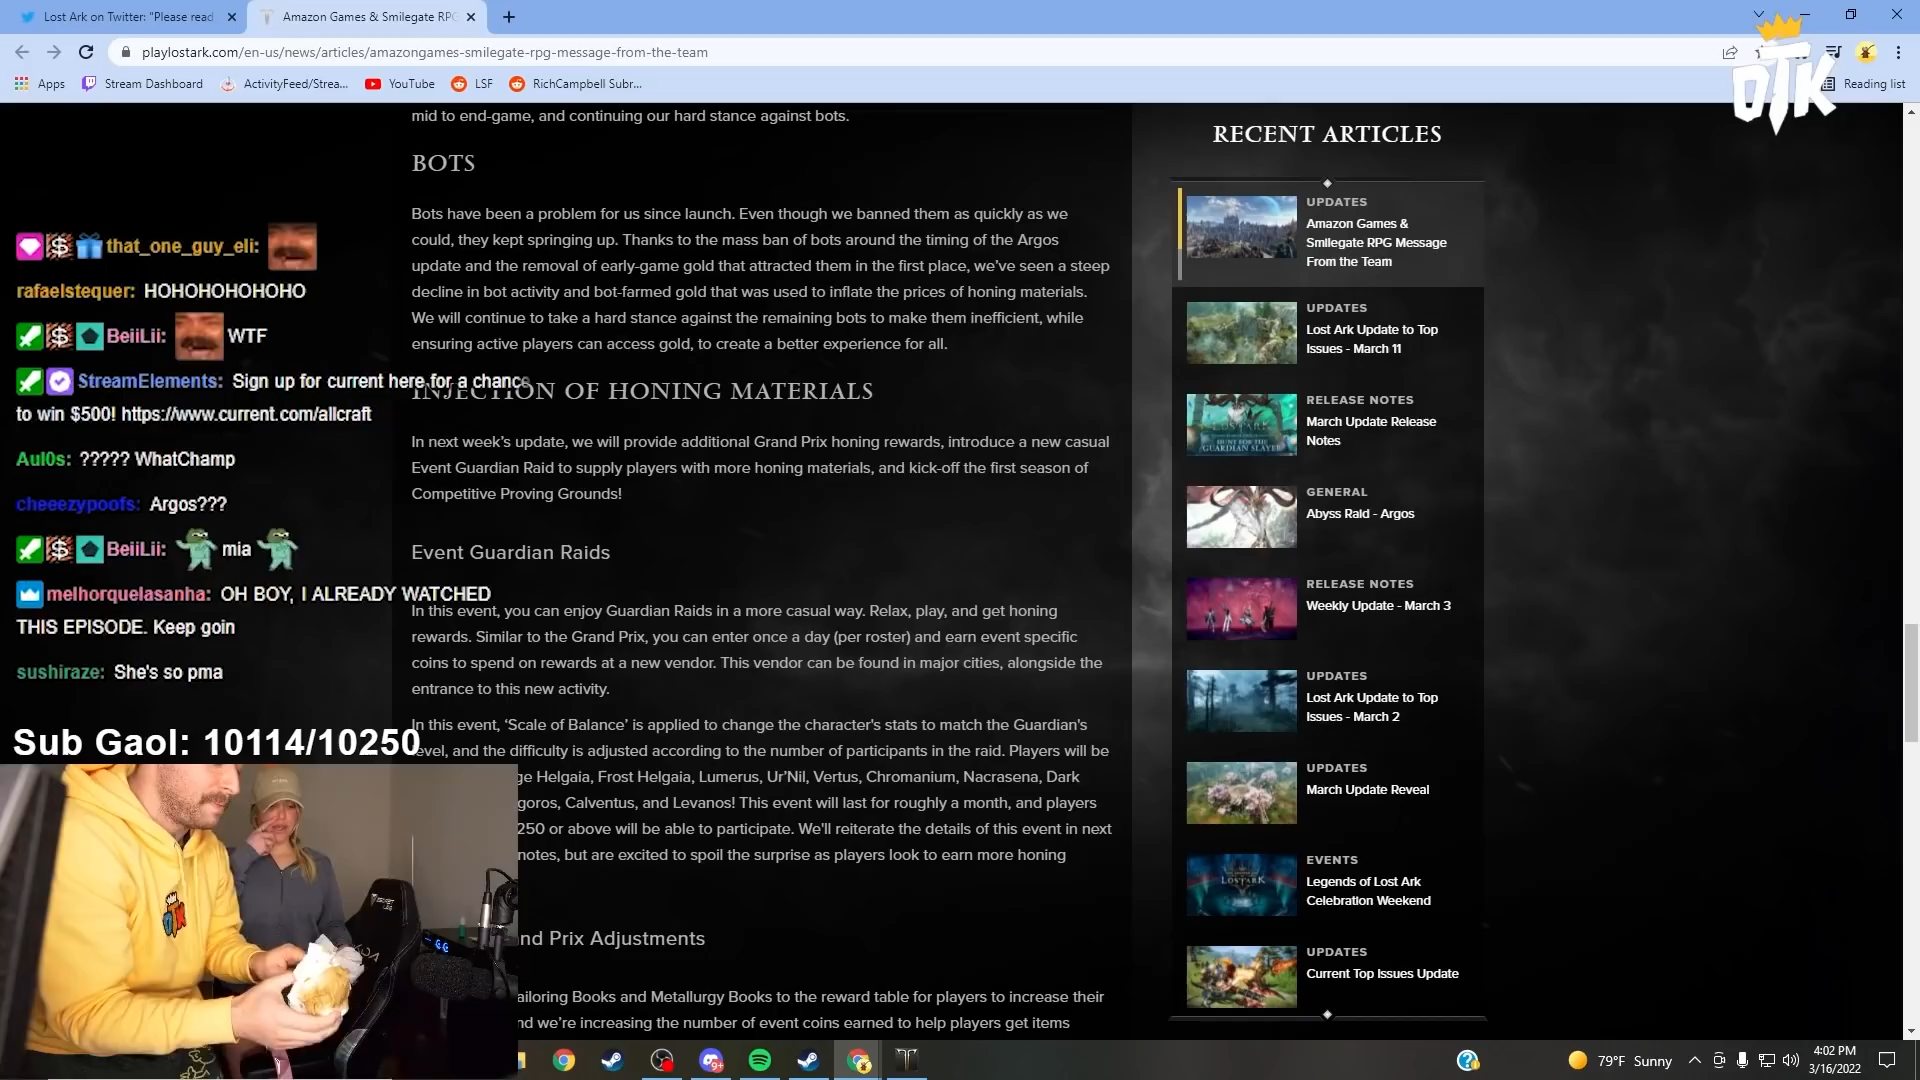 Lost Ark on Twitter: "Please read
Amazon Games & Smilegate RPG
playlostark.com/en-us/news/articles/amazongames-smilegate-rpg-message-from-the-team
Apps
Stream Dashboard
ActivityFeed/Strea...
YouTube
LSF
RichCampbell Subr...
Reading list
OTK
mid to end-game, and continuing our hard stance against bots.
BOTS
Bots have been a problem for us since launch. Even though we banned them as quickly as we
could, they kept springing up. Thanks to the mass ban of bots around the timing of the Argos
update and the removal of early-game gold that attracted them in the first place, we've seen a steep
decline in bot activity and bot-farmed gold that was used to inflate the prices of honing materials.
We will continue to take a hard stance against the remaining bots to make them inefficient, while
ensuring active players can access gold, to create a better experience for all.
INJECTION OF HONING MATERIALS
In next week's update, we will provide additional Grand Prix honing rewards, introduce a new casual
Event Guardian Raid to supply players with more honing materials, and kick-off the first season of
Competitive Proving Grounds!
Event Guardian Raids
In this event, you can enjoy Guardian Raids in a more casual way. Relax, play, and get honing
rewards. Similar to the Grand Prix, you can enter once a day (per roster) and earn event specific
coins to spend on rewards at a new vendor. This vendor can be found in major cities, alongside the
entrance to this new activity.
In this event, 'Scale of Balance' is applied to change the character's stats to match the Guardian's
level, and the difficulty is adjusted according to the number of participants in the raid. Players will be
ge Helgaia, Frost Helgaia, Lumerus, Ur'Nil, Vertus, Chromanium, Nacrasena, Dark
goros, Calventus, and Levanos! This event will last for roughly a month, and players
250 or above will be able to participate. We'll reiterate the details of this event in next
notes, but are excited to spoil the surprise as players look to earn more honing
nd Prix Adjustments
ailoring Books and Metallurgy Books to the reward table for players to increase their
nd we're increasing the number of event coins earned to help players get items
that_one_guy_eli:
rafaelstequer: HOHOHOHOHOHO
BeiiLii: WTF
StreamElements: Sign up for current here for a chance
to win $500! https://www.current.com/allcraft
Aul0s: ????? WhatChamp
cheeezypoofs: Argos???
BeiiLii: mia
melhorquelasanha: OH BOY, I ALREADY WATCHED
THIS EPISODE. Keep goin
sushiraze: She's so pma
Sub Gaol: 10114/10250
RECENT ARTICLES
UPDATES
Amazon Games &
Smilegate RPG Message
From the Team
UPDATES
Lost Ark Update to Top
Issues - March 11
RELEASE NOTES
March Update Release
Notes
GENERAL
Abyss Raid - Argos
RELEASE NOTES
Weekly Update - March 3
UPDATES
Lost Ark Update to Top
Issues - March 2
UPDATES
March Update Reveal
EVENTS
Legends of Lost Ark
Celebration Weekend
UPDATES
Current Top Issues Update
79°F Sunny
4:02 PM
3/16/2022